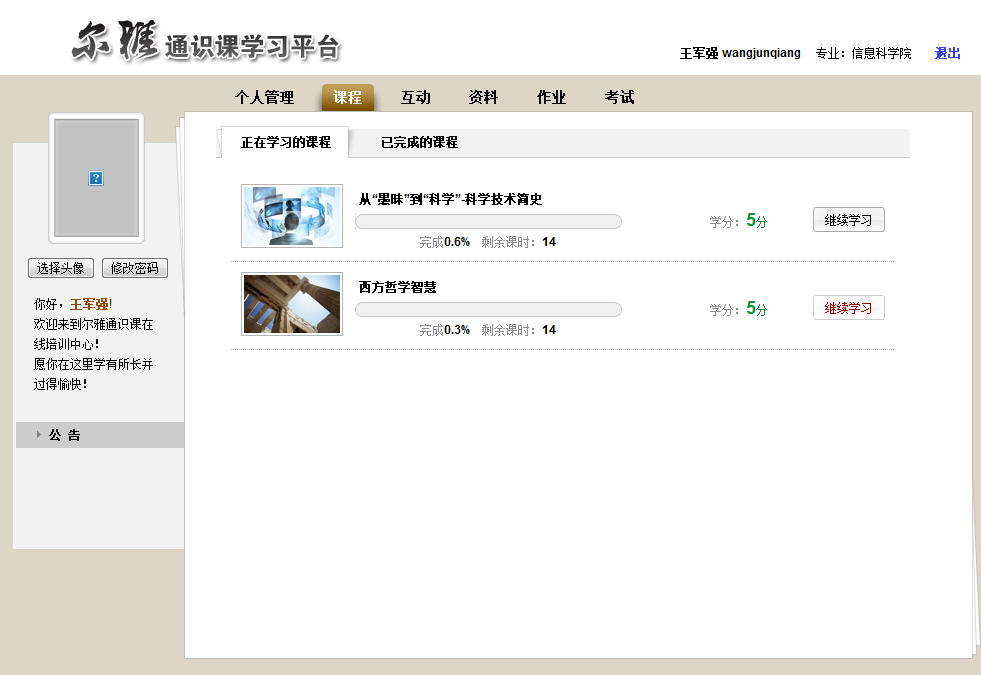 尔雅 通识课学习平台
王军强 wangjunqiang 专业：信息科学院 退出
个人管理 课程 互动 资料 作业 考试
正在学习的课程 已完成的课程
从“愚昧”到“科学”-科学技术简史
学分：5分 继续学习
完成0.6% 剩余课时：14
西方哲学智慧
学分：5分 继续学习
完成0.3% 剩余课时：14
选择头像 修改密码
你好，王军强!
欢迎来到尔雅通识课在
线培训中心!
愿你在这里学有所长并
过得愉快!
公 告